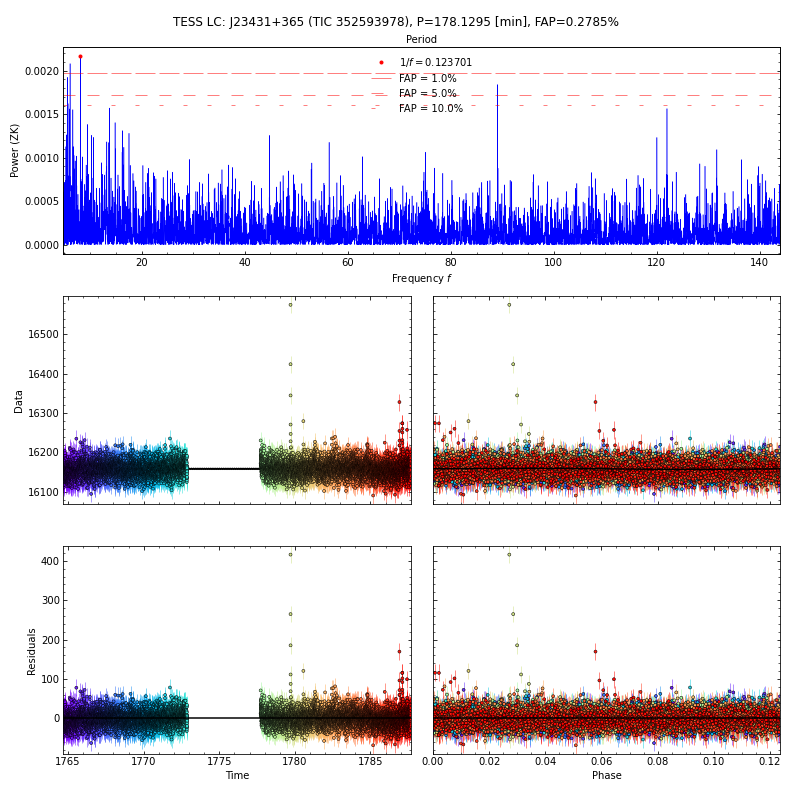 TESS LC: J23431+365 (TIC 352593978), P=178.1295 [min], FAP=0.2785%
Period
1/f = 0.123701
FAP = 1.0%
FAP = 5.0%
FAP = 10.0%
Power (ZK)
0.0020
0.0015
0.0010
0.0005
0.0000
20 40 60 80 100 120 140
Frequency f
Data
16500
16400
16300
16200
16100
Residuals
400
300
200
100
0
1765 1770 1775 1780 1785
Time
0.00 0.02 0.04 0.06 0.08 0.10 0.12
Phase